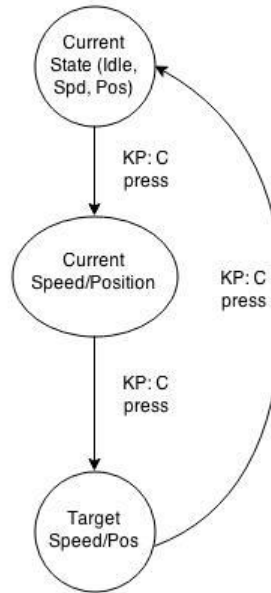 Current
State (Idle,
Spd, Pos)
KP: C
press
Current
Speed/Position
KP: C
press
KP: C
press
Target
Speed/Pos